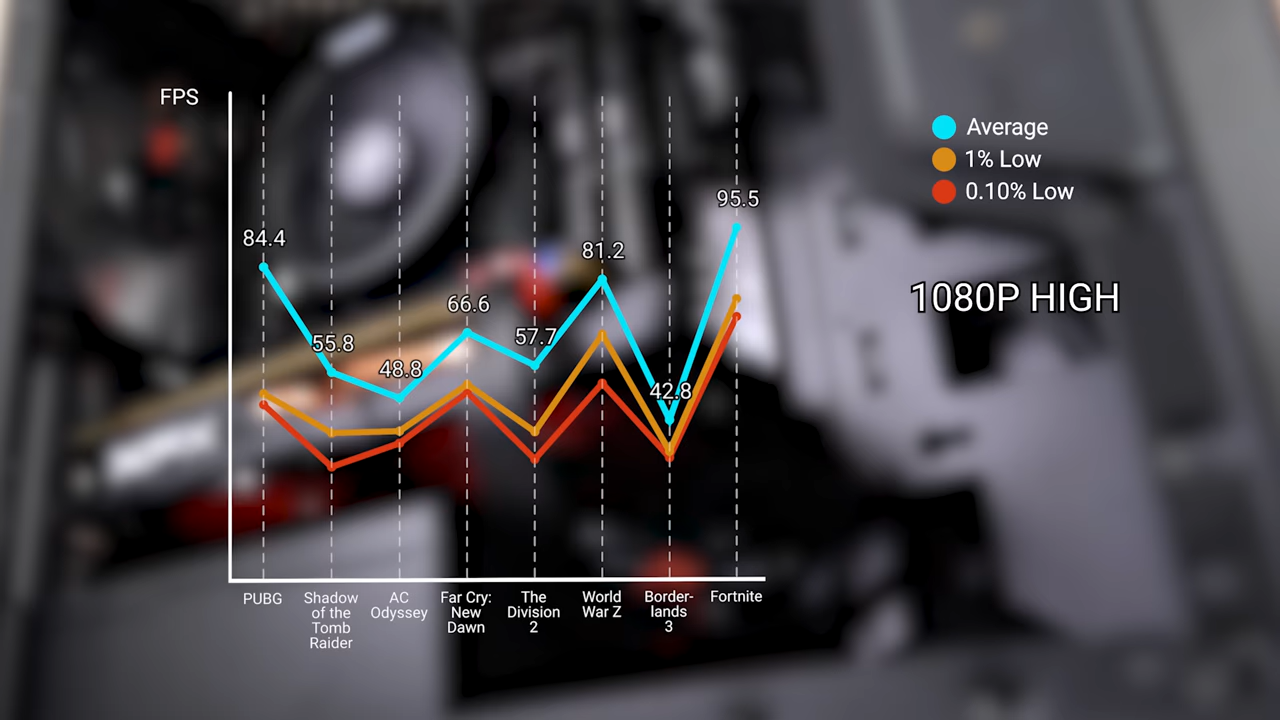 FPS
Average
1% Low
0.10% Low
1080P HIGH
84.4
55.8
48.8
66.6
57.7
81.2
42.8
95.5
PUBG
Shadow
of the
Tomb
Raider
AC
Odyssey
Far Cry:
New
Dawn
The
Division
2
World
War Z
Border-
lands
3
Fortnite